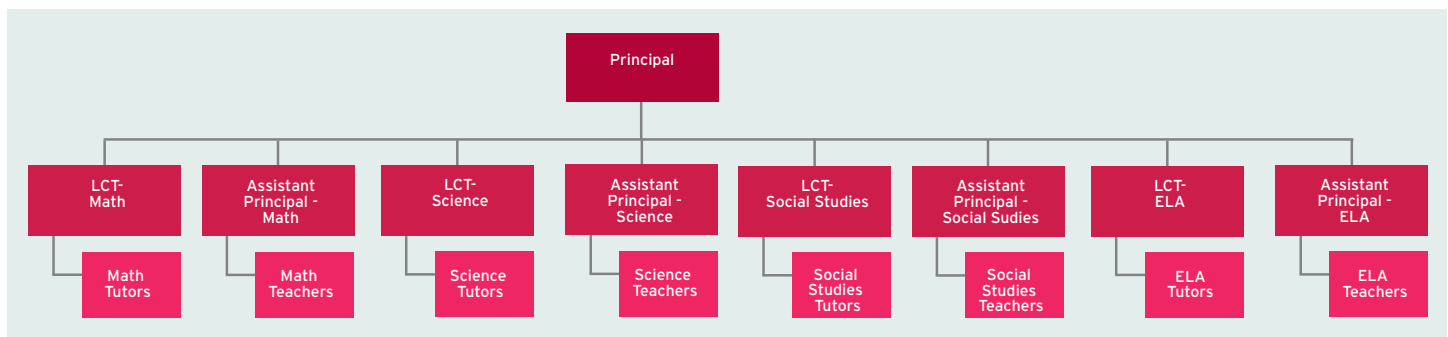 Principal
LCT-
Math
Assistant
Principal -
Math
LCT-
Science
Assistant
Principal -
Science
LCT-
Social Studies
Assistant
Principal -
Social Sudies
LCT-
ELA
Assistant
Principal -
ELA
Math
Tutors
Math
Teachers
Science
Tutors
Science
Teachers
Social
Studies
Tutors
Social
Studies
Teachers
ELA
Tutors
ELA
Teachers